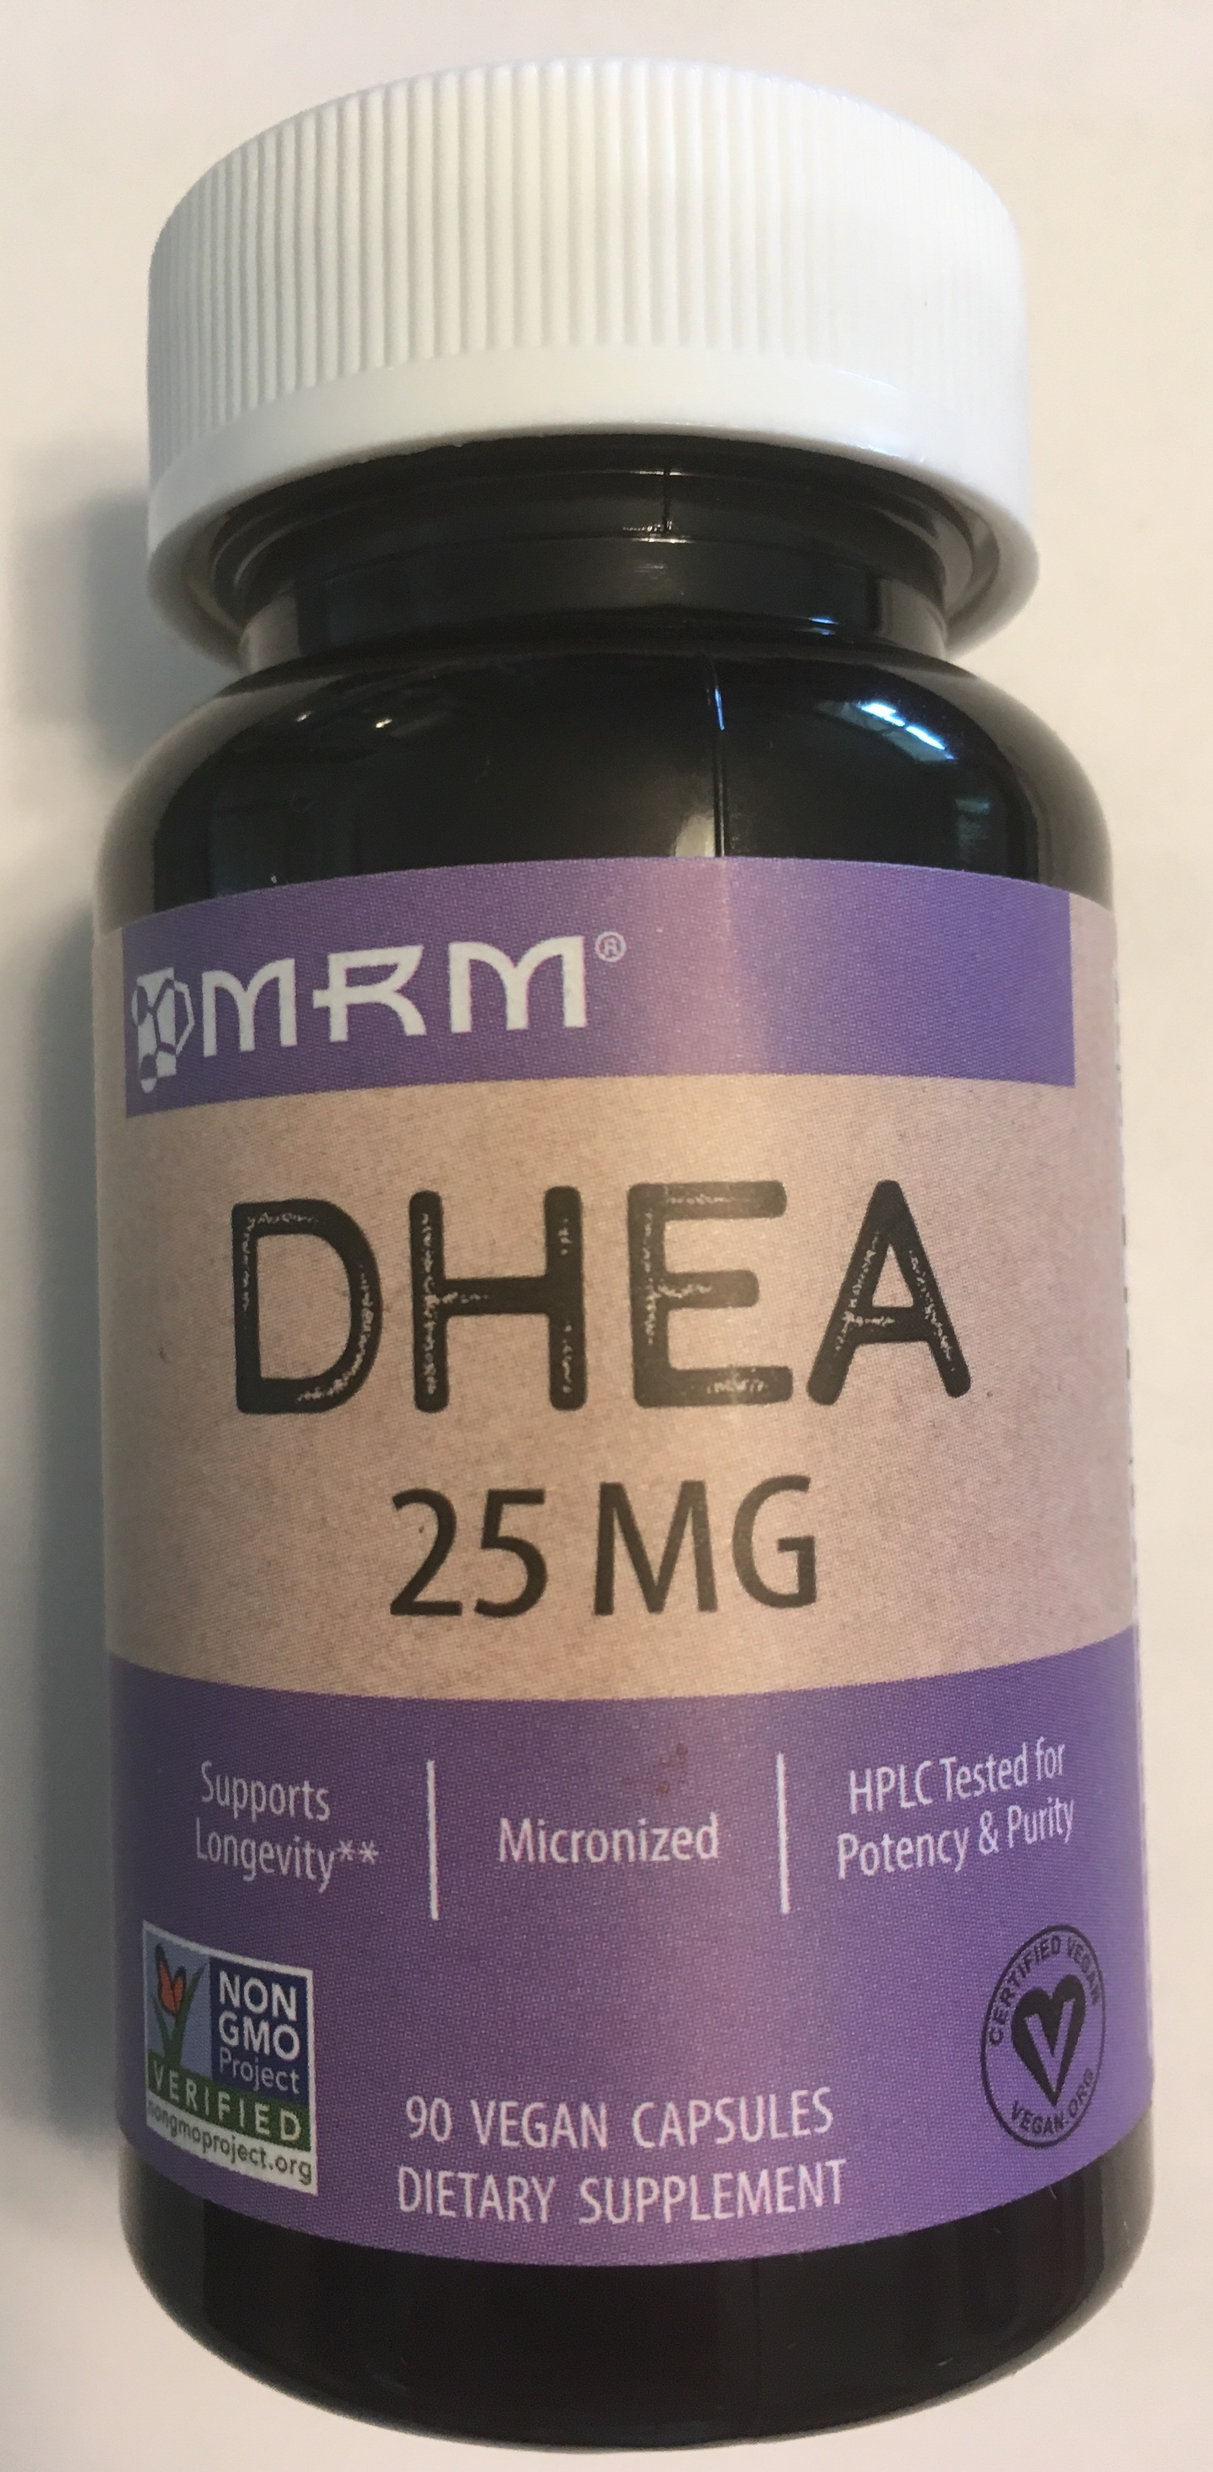 MRM®
DHEA
25 MG
Supports
Longevity**
Micronized
HPLC Tested for
Potency & Purity
NON
GMO
Project
VERIFIED
nongmoproject.org
CERTIFIED VEGAN
VEGAN.ORG
90 VEGAN CAPSULES
DIETARY SUPPLEMENT